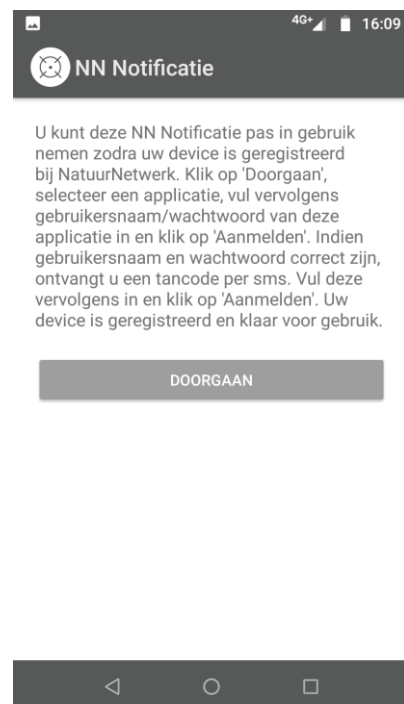 4G+ 16:09
NN Notificatie
U kunt deze NN Notificatie pas in gebruik
nemen zodra uw device is geregistreerd
bij NatuurNetwerk. Klik op 'Doorgaan',
selecteer een applicatie, vul vervolgens
gebruikersnaam/wachtwoord van deze
applicatie in en klik op 'Aanmelden'. Indien
gebruikersnaam en wachtwoord correct zijn,
ontvangt u een tancode per sms. Vul deze
vervolgens in en klik op 'Aanmelden'. Uw
device is geregistreerd en klaar voor gebruik.
DOORGAAN